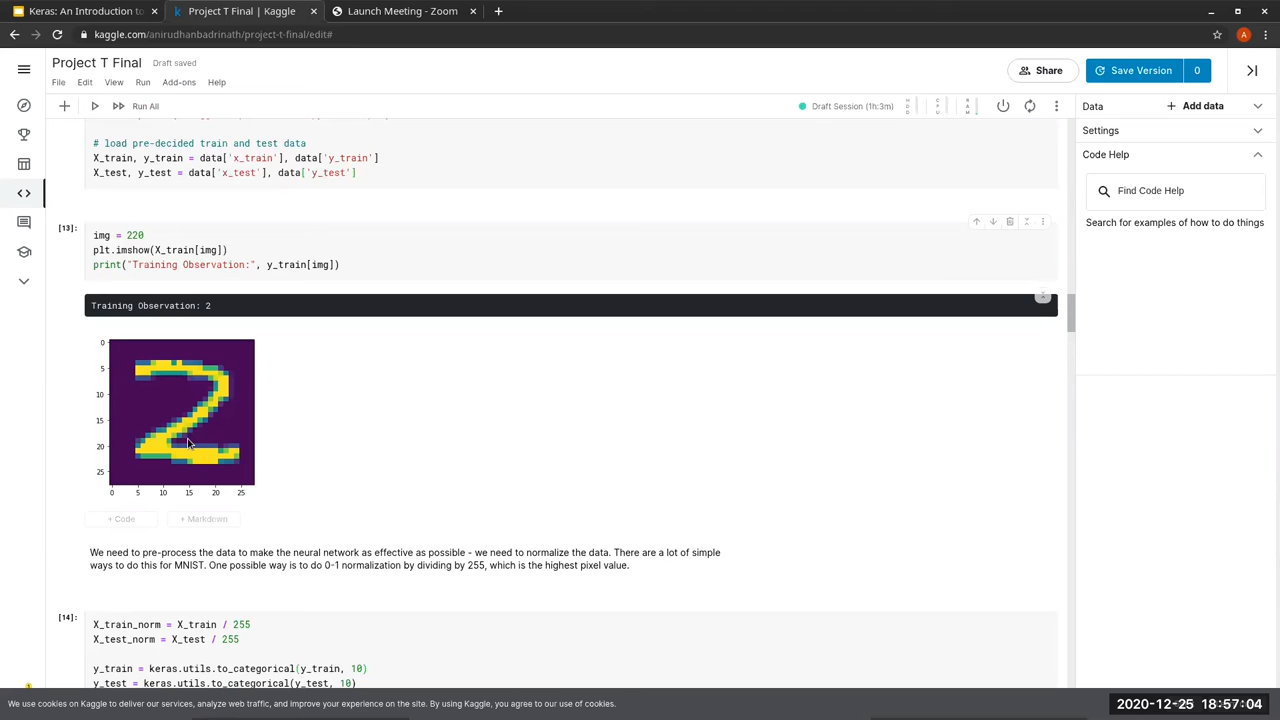 Keras: An Introduction to
Project T Final | Kaggle
Launch Meeting - Zoom
kaggle.com/anirudhanbadrinath/project-t-final/edit#
A
Project T Final
Draft saved
File Edit View Run Add-ons Help
Share
Save Version 0
Run All
Draft Session (1h:3m)
Data
Add data
Settings
Code Help
Find Code Help
Search for examples of how to do things
# load pre-decided train and test data
X_train, y_train = data['x_train'], data['y_train']
X_test, y_test = data['x_test'], data['y_test']
[13]:
img = 220
plt.imshow(X_train[img])
print("Training Observation:", y_train[img])
Training Observation: 2
0
5
10
15
20
25
0 5 10 15 20 25
+ Code
+ Markdown
We need to pre-process the data to make the neural network as effective as possible - we need to normalize the data. There are a lot of simple
ways to do this for MNIST. One possible way is to do 0-1 normalization by dividing by 255, which is the highest pixel value.
[14]:
X_train_norm = X_train / 255
X_test_norm = X_test / 255
y_train = keras.utils.to_categorical(y_train, 10)
y_test = keras.utils.to_categorical(y_test, 10)
We use cookies on Kaggle to deliver our services, analyze web traffic, and improve your experience on the site. By using Kaggle, you agree to our use of cookies.
2020-12-25 18:57:04